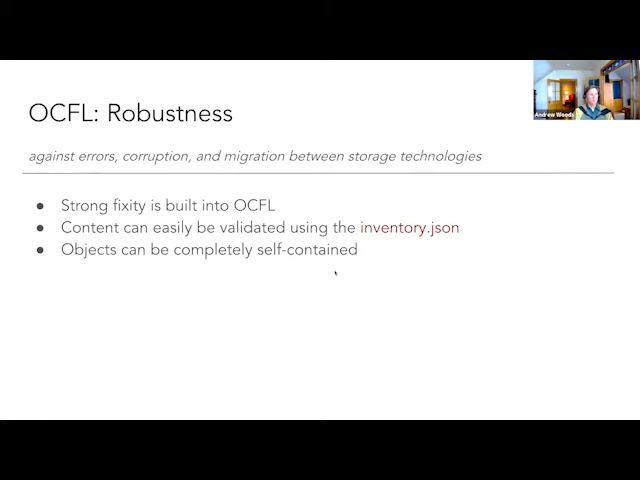 OCFL: Robustness
Andrew Woods
against errors, corruption, and migration between storage technologies
● Strong fixity is built into OCFL
● Content can easily be validated using the inventory.json
● Objects can be completely self-contained